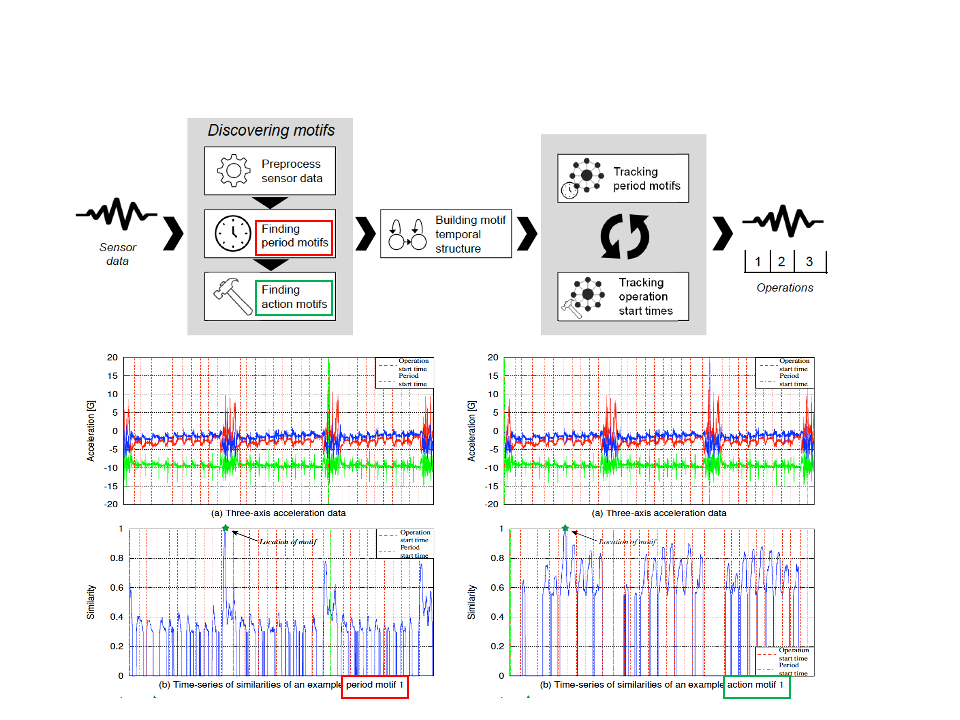 Discovering motifs
Preprocess
sensor data
Finding
period motifs
Finding
action motifs
Sensor
data
Building motif
temporal
structure
Tracking
period motifs
Tracking
operation
start times
1 2 3
Operations
20
15
10
5
0
-5
-10
-15
-20
Acceleration [G]
Operation
start time
Period
start time
(a) Three-axis acceleration data
20
15
10
5
0
-5
-10
-15
-20
Acceleration [G]
Operation
start time
Period
start time
(a) Three-axis acceleration data
1
0.8
0.6
0.4
0.2
0
Similarity
Location of motif
Operation
start time
Period
start time
(b) Time-series of similarities of an example period motif 1
1
0.8
0.6
0.4
0.2
0
Similarity
Location of motif
Operation
start time
Period
start time
(b) Time-series of similarities of an example action motif 1